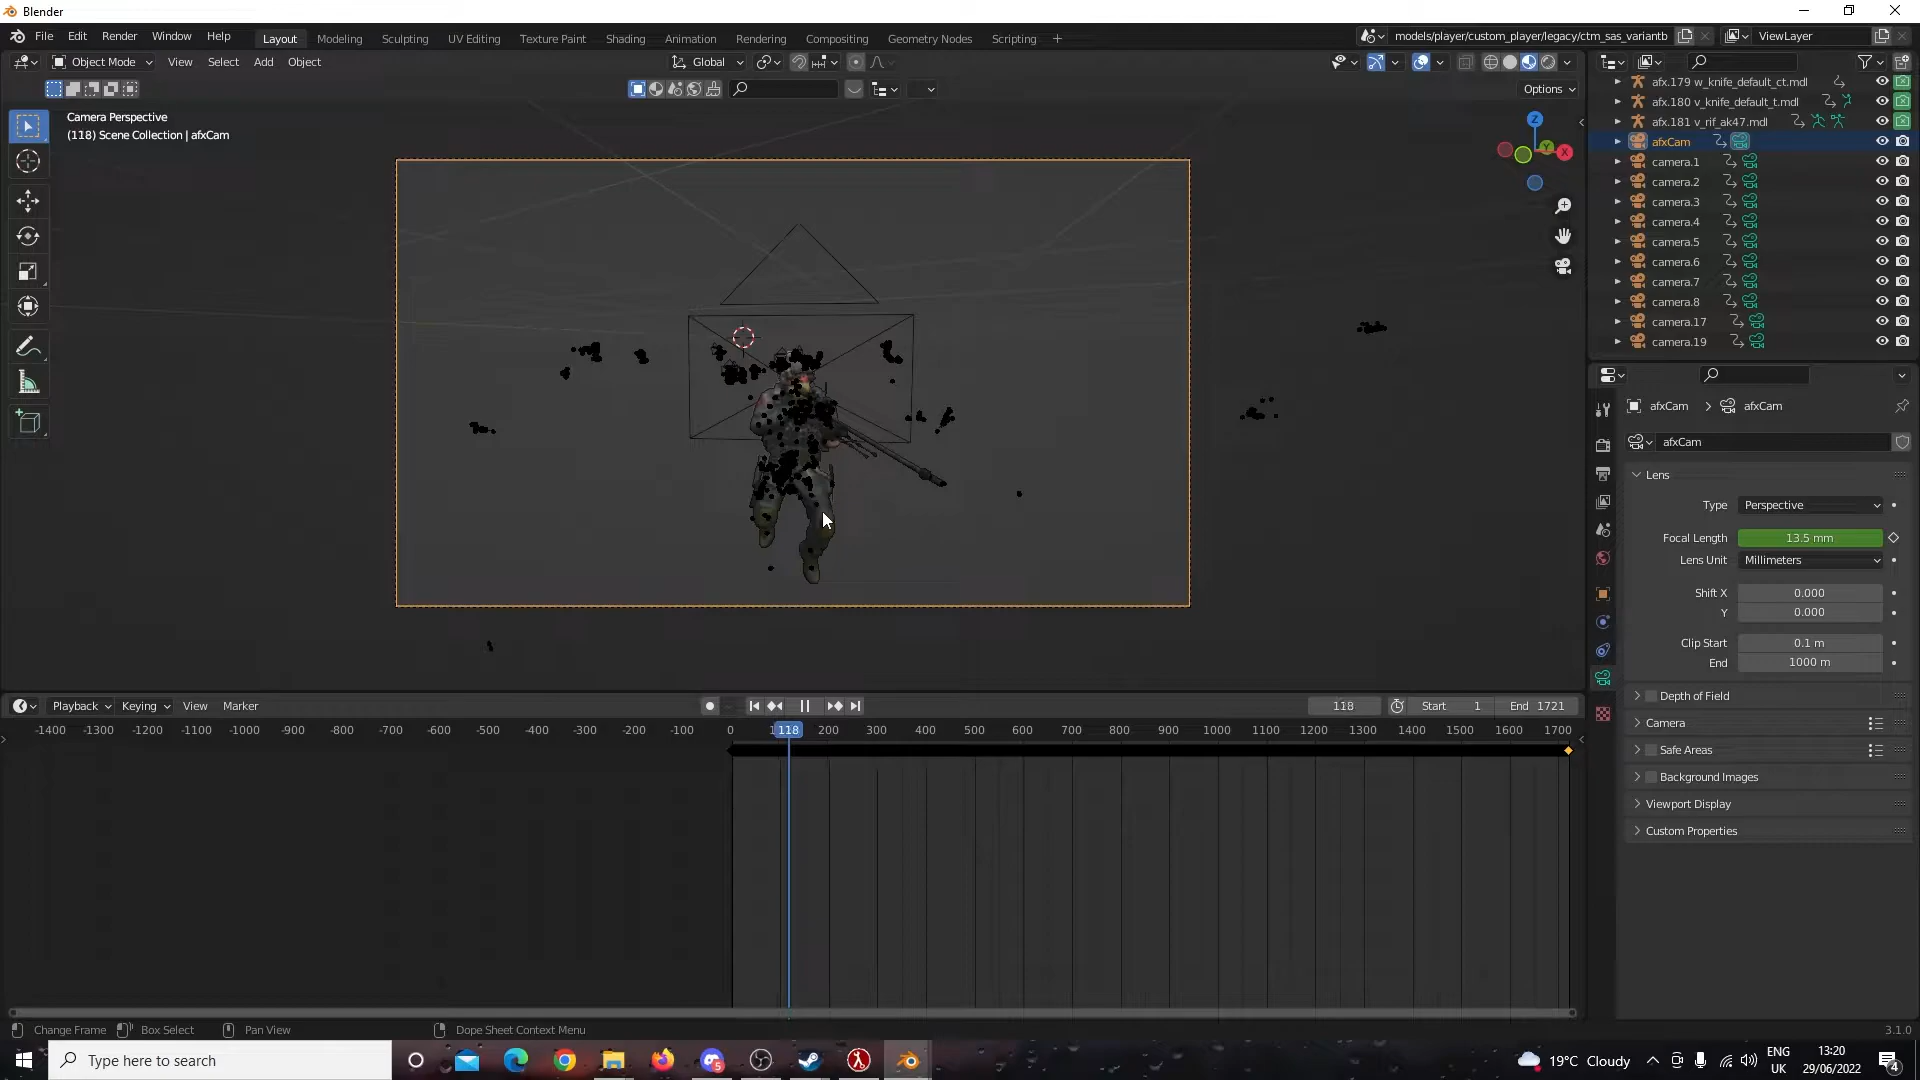 Blender
File Edit Render Window Help
Layout Modeling Sculpting UV Editing Texture Paint Shading Animation Rendering Compositing Geometry Nodes Scripting +
models/player/custom_player/legacy/ctm_sas_variantb
ViewLayer
Object Mode View Select Add Object
Global
Options
Camera Perspective
(118) Scene Collection | afxCam
Z
Y
X
afx.179 w_knife_default_ct.mdl
afx.180 v_knife_default_t.mdl
afx.181 v_rif_ak47.mdl
afxCam
camera.1
camera.2
camera.3
camera.4
camera.5
camera.6
camera.7
camera.8
camera.17
camera.19
afxCam > afxCam
afxCam
Lens
Type Perspective
Focal Length 13.5 mm
Lens Unit Millimeters
Shift X 0.000
Y 0.000
Clip Start 0.1 m
End 1000 m
Depth of Field
Camera
Safe Areas
Background Images
Viewport Display
Custom Properties
Playback Keying View Marker
118 Start 1 End 1721
-1400 -1300 -1200 -1100 -1000 -900 -800 -700 -600 -500 -400 -300 -200 -100 0 118 200 300 400 500 600 700 800 900 1000 1100 1200 1300 1400 1500 1600 1700
Change Frame Box Select Pan View Dope Sheet Context Menu
3.1.0
Type here to search
5
19°C Cloudy
ENG
UK
13:20
29/06/2022
4